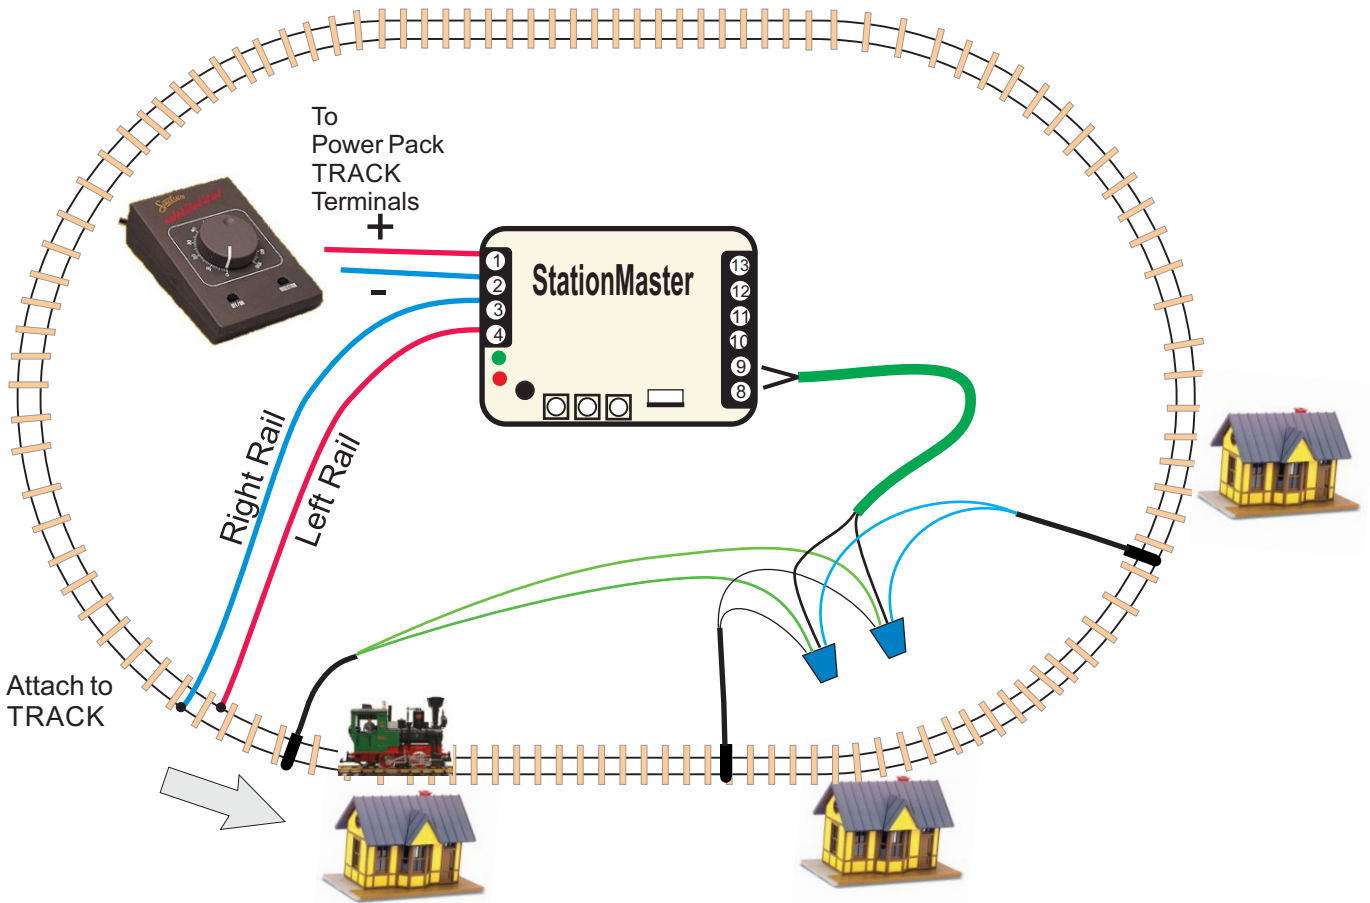 To
Power Pack
TRACK
Terminals
+
-
StationMaster
1
2
3
4
13
12
11
10
9
8
Right Rail
Left Rail
Attach to
TRACK